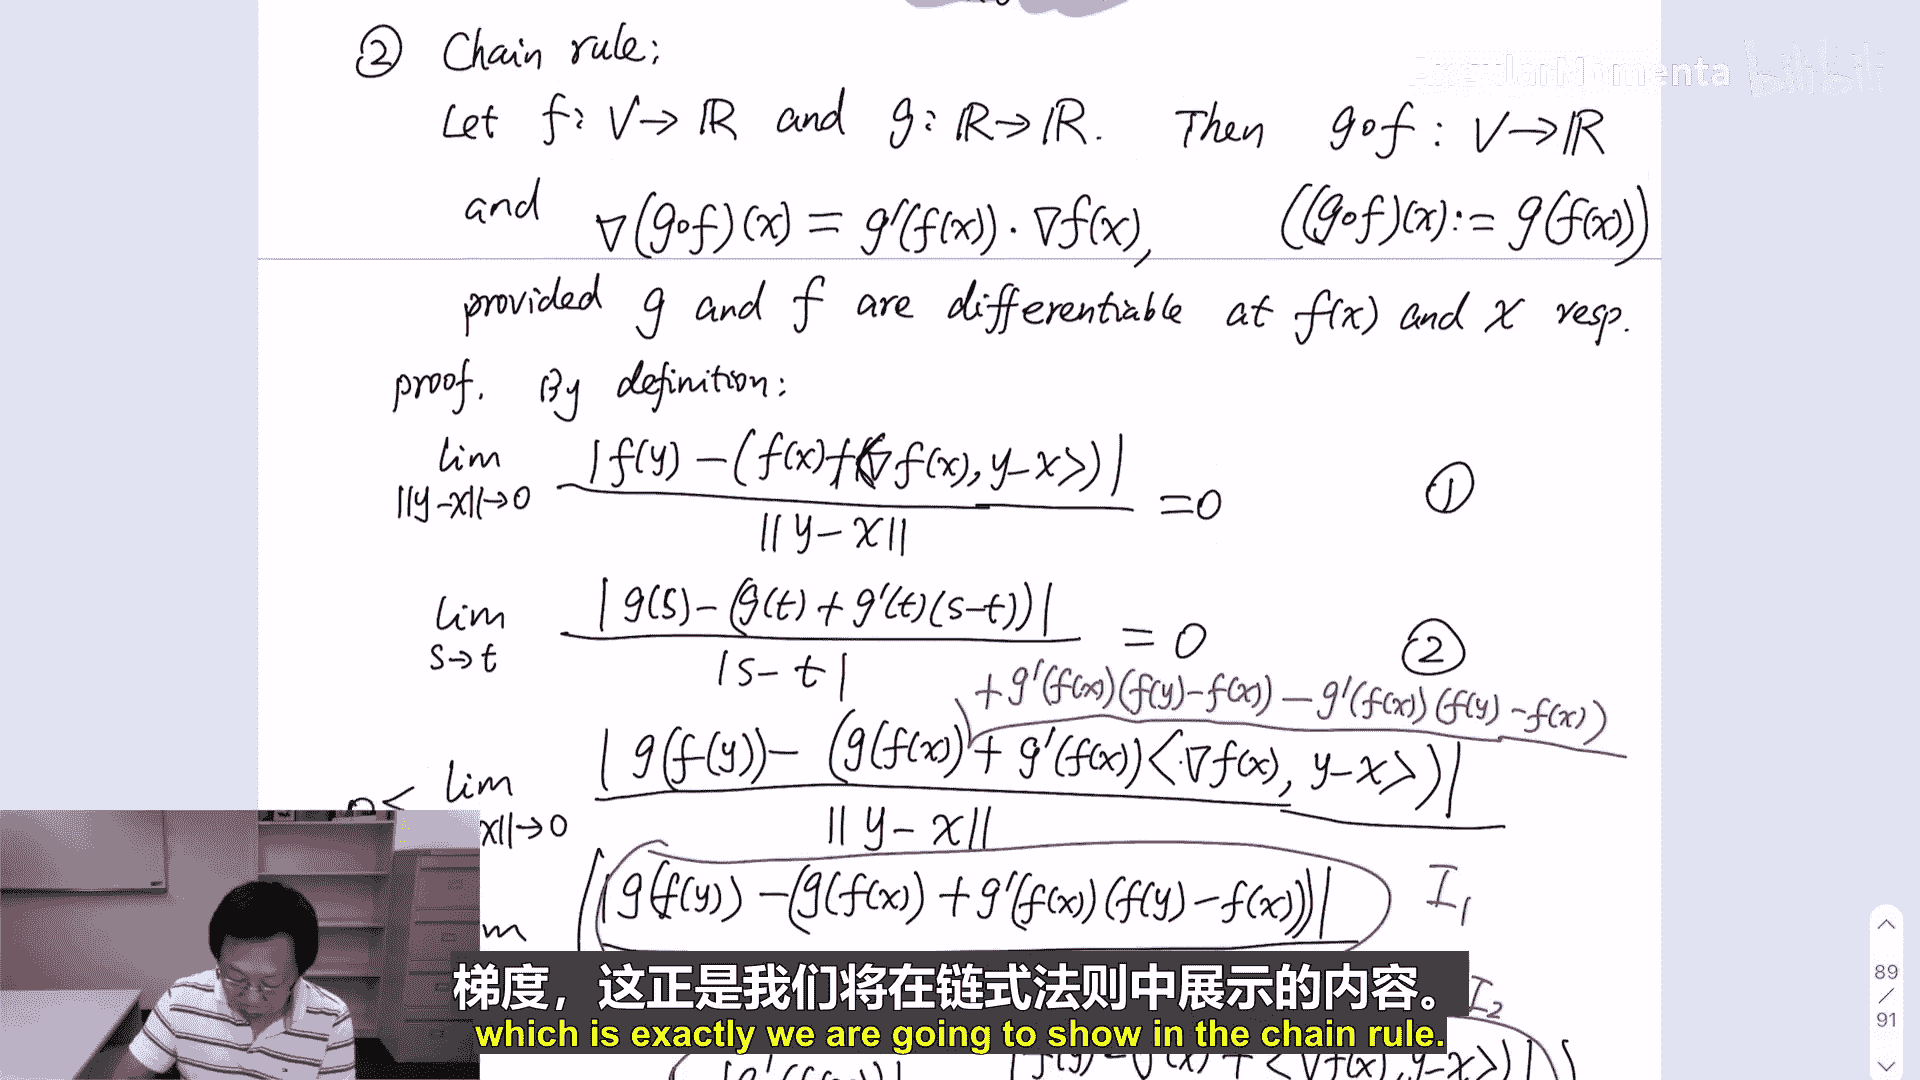 ② Chain rule:
Let f: V→ℝ and g: ℝ→ℝ. Then g∘f : V→ℝ
and ∇(g∘f)(x) = g'(f(x))·∇f(x), ((g∘f)(x) := g(f(x)))
provided g and f are differentiable at f(x) and x resp.
proof. By definition:
lim ||y-x||→0 |f(y) - (f(x)+<∇f(x), y-x>)| / ||y-x|| = 0 ①
lim s→t |g(s) - (g(t) + g'(t)(s-t))| / |s-t| = 0 ②
+ g'(f(x))(f(y)-f(x)) - g'(f(x))(f(y)-f(x))
lim x||→0 |g(f(y)) - (g(f(x)) + g'(f(x))<∇f(x), y-x>)| / ||y-x||
|g(f(y)) - (g(f(x)) + g'(f(x))(f(y)-f(x)))| I₁
I₂
梯度，这正是我们将在链式法则中展示的内容。
which is exactly we are going to show in the chain rule.
bilibili
89
/
91